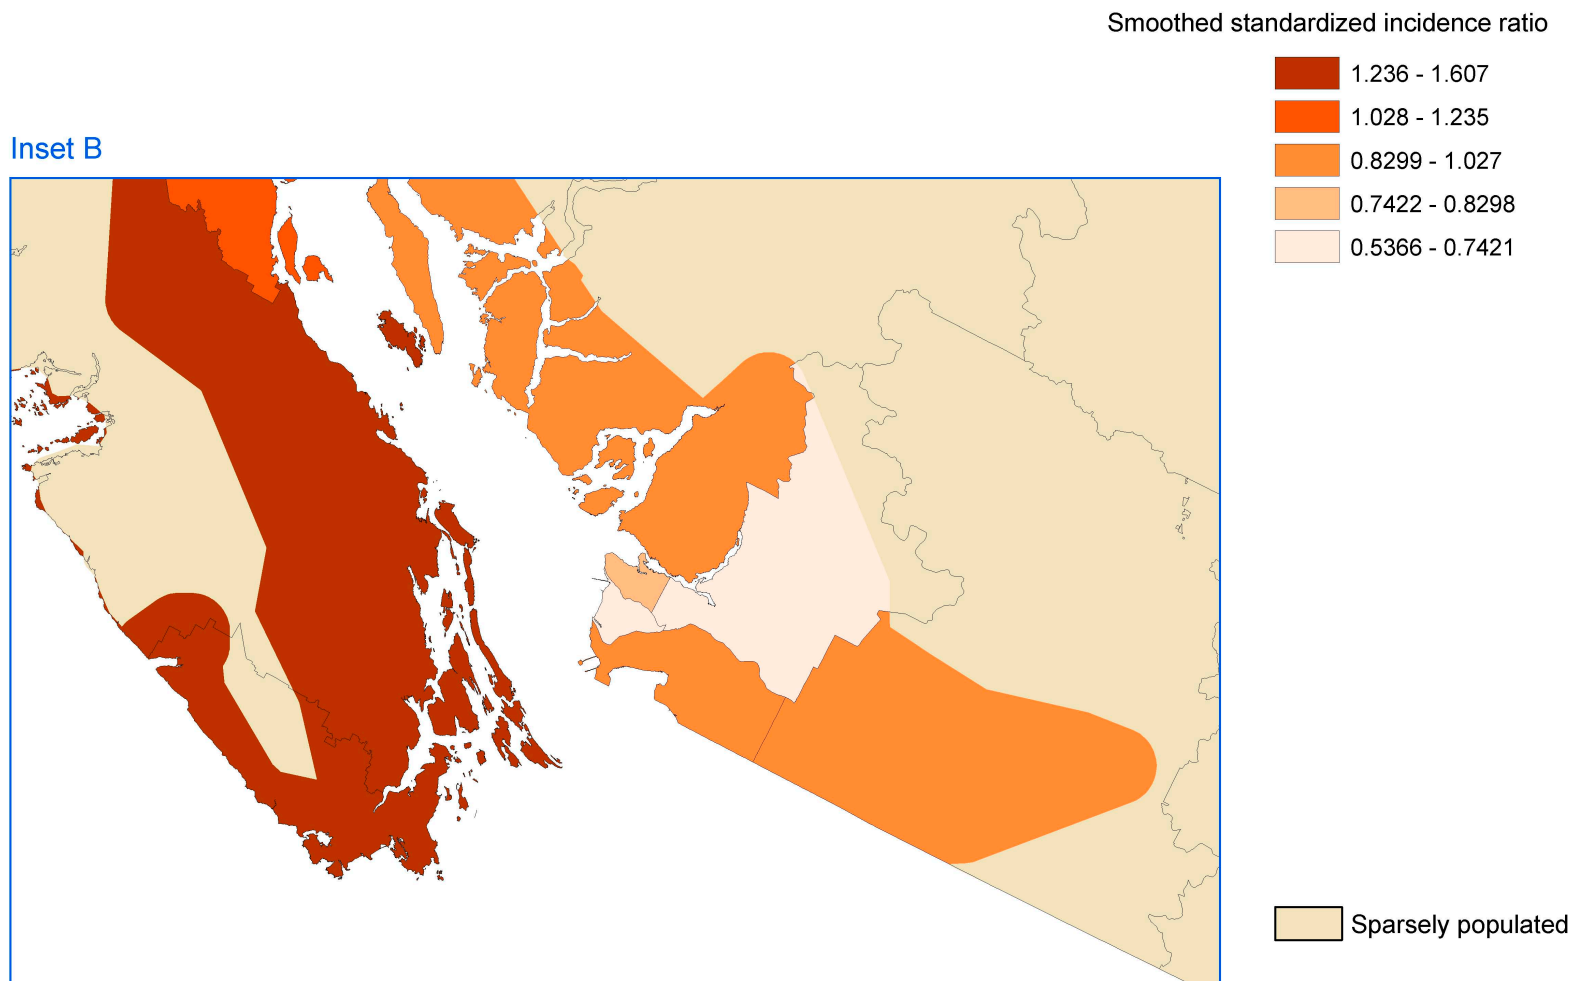 Smoothed standardized incidence ratio
1.236 - 1.607
1.028 - 1.235
0.8299 - 1.027
0.7422 - 0.8298
0.5366 - 0.7421
Inset B
Sparsely populated